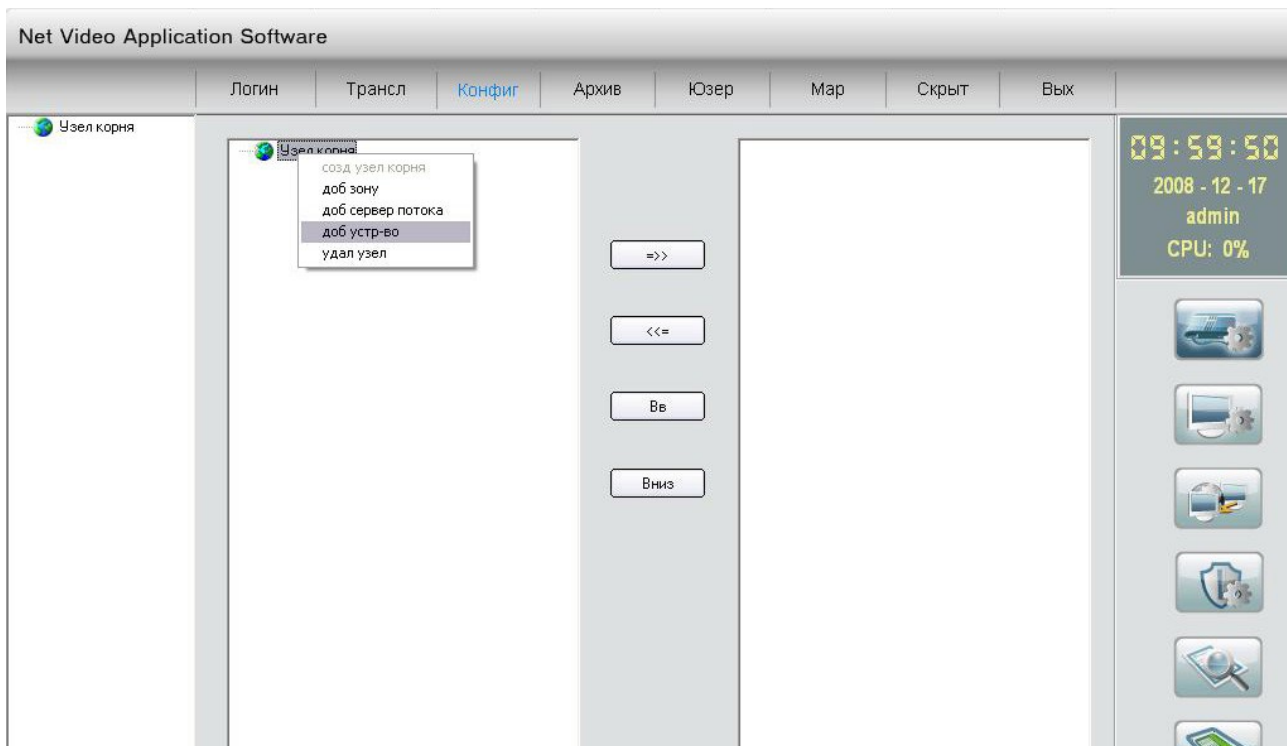 Net Video Application Software
Логин Трансл Конфиг Архив Юзер Мар Скрыт Вых
Узел корня
Узел корня
созд узел корня
доб зону
доб сервер потока
доб устр-во
удал узел
=>>
<<=
Вв
Вниз
09:59:50
2008 - 12 - 17
admin
CPU: 0%